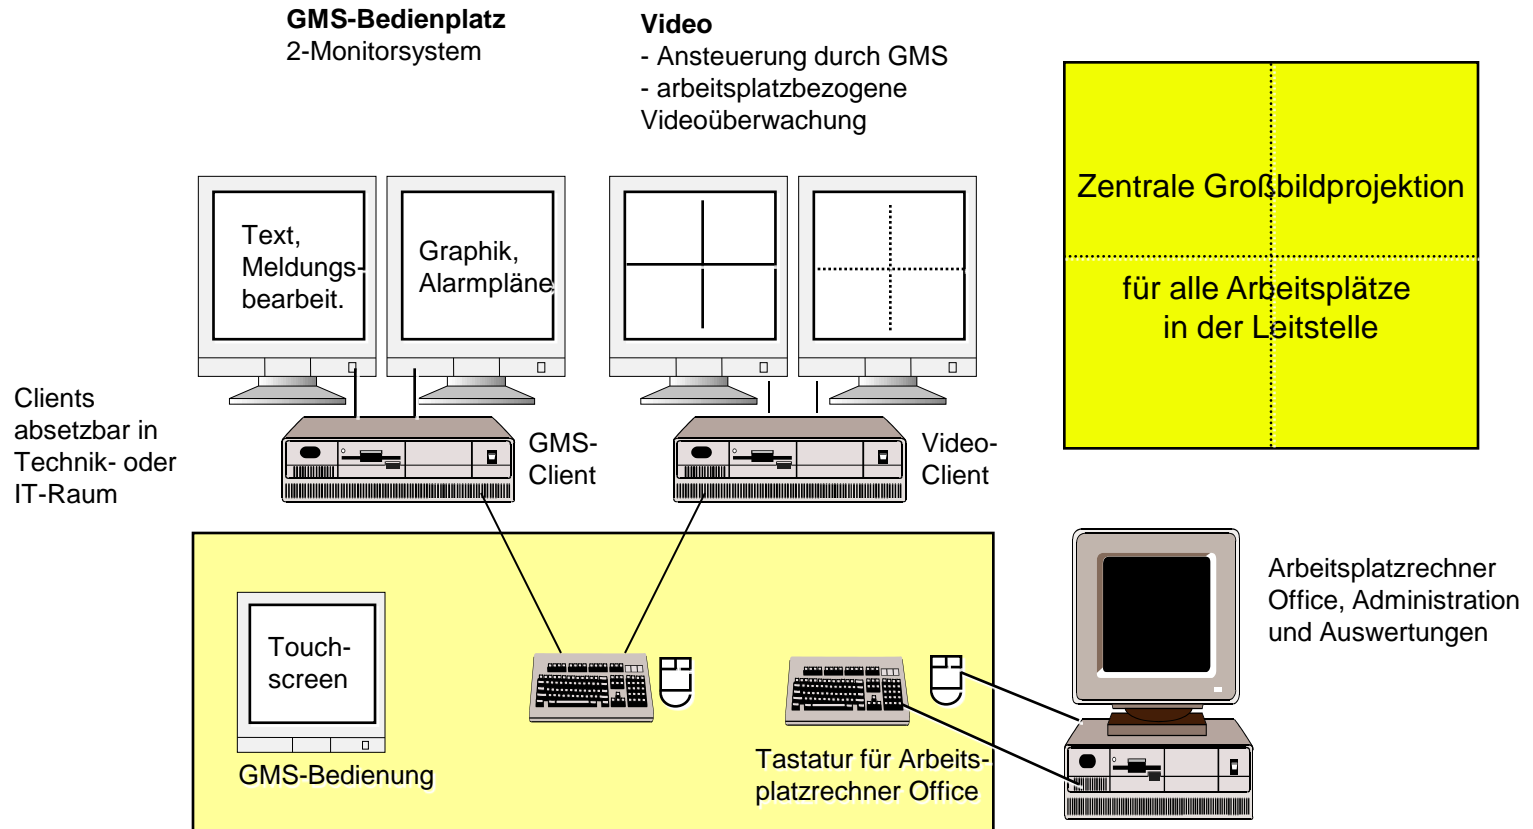 GMS-Bedienplatz
2-Monitorsystem
Video
- Ansteuerung durch GMS
- arbeitsplatzbezogene
Videoüberwachung
Zentrale Großbildprojektion
für alle Arbeitsplätze
in der Leitstelle
Text,
Meldungs-
bearbeit.
Graphik,
Alarmpläne
Clients
absetzbar in
Technik- oder
IT-Raum
GMS-
Client
Video-
Client
Arbeitsplatzrechner
Office, Administration
und Auswertungen
Touch-
screen
GMS-Bedienung
Tastatur für Arbeits-
platzrechner Office